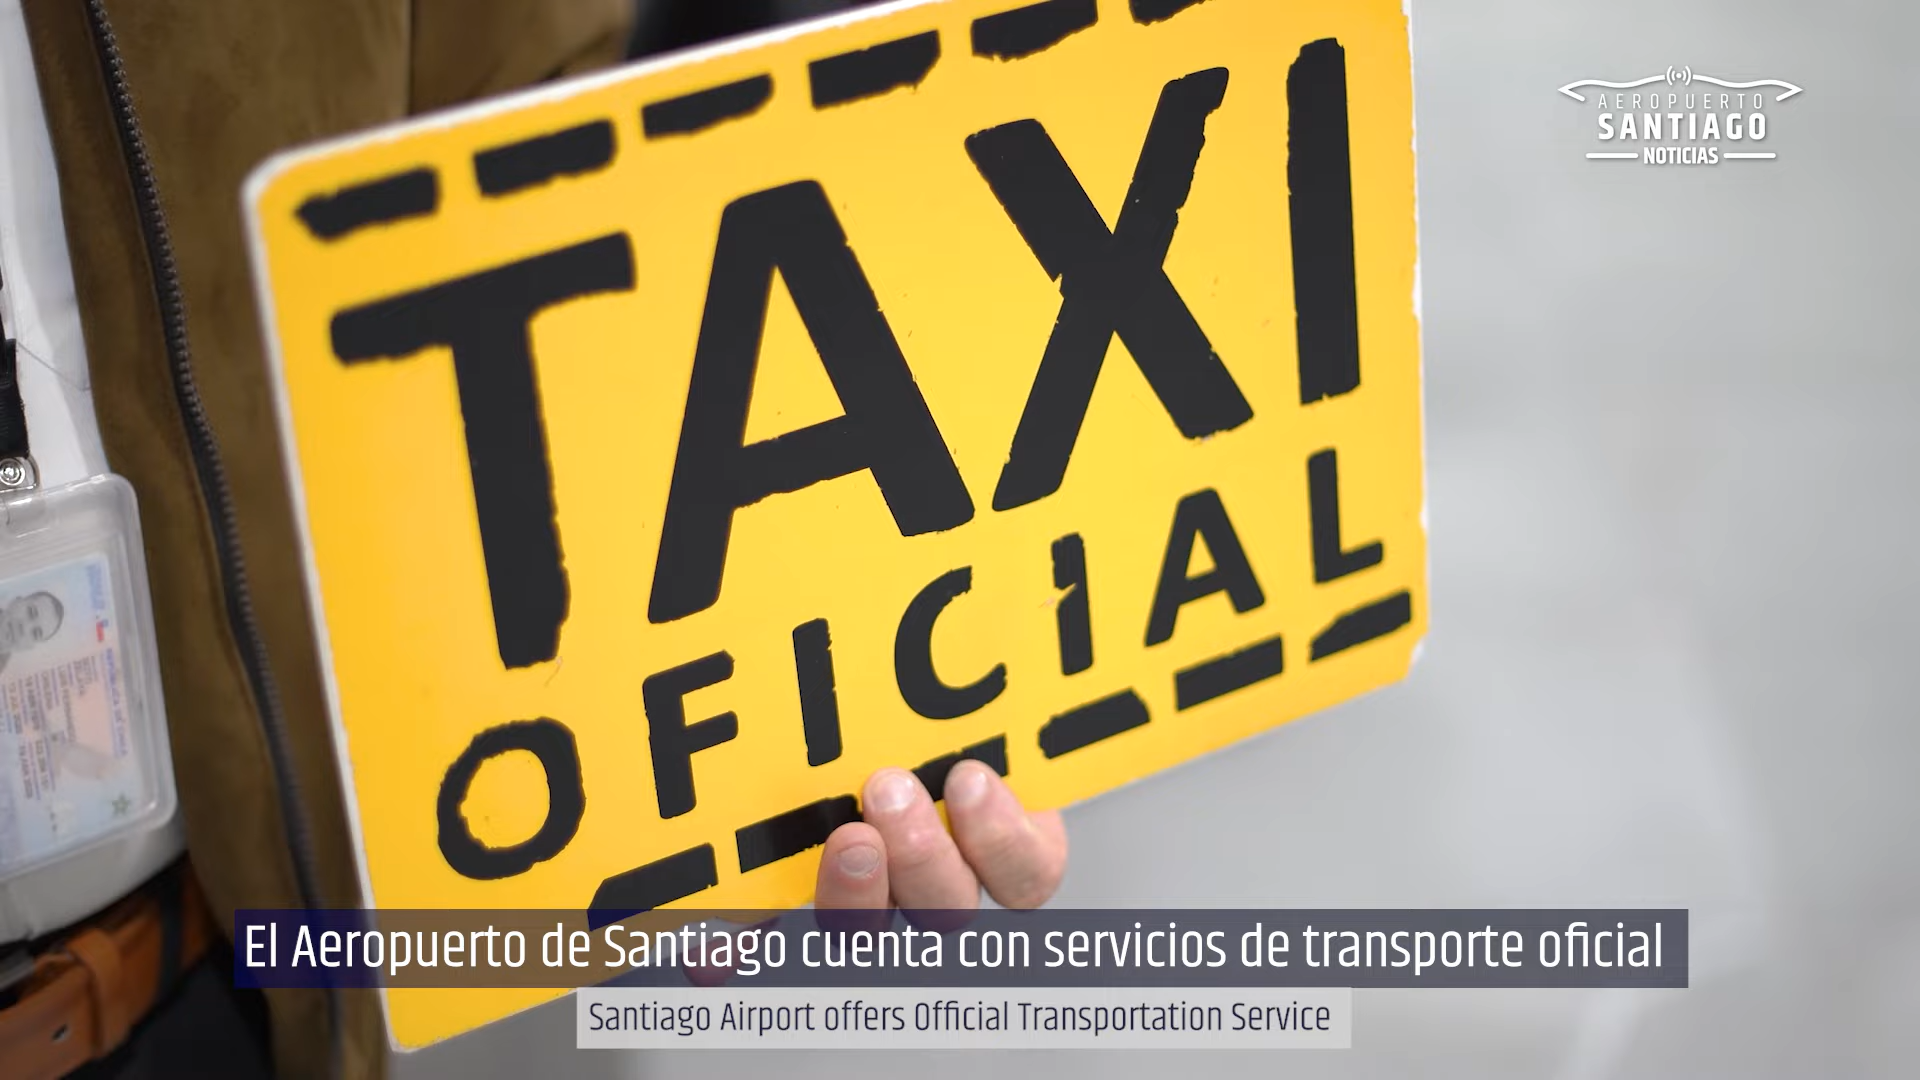 AEROPUERTO
SANTIAGO
NOTICIAS
TAXI
OFICIAL
El Aeropuerto de Santiago cuenta con servicios de transporte oficial
Santiago Airport offers Official Transportation Service